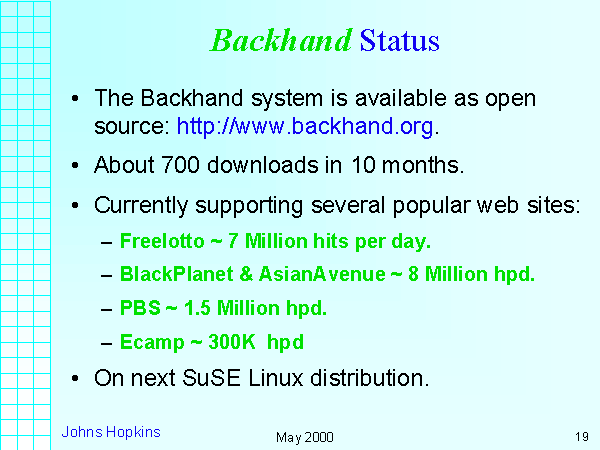 Backhand Status
• The Backhand system is available as open
source: http://www.backhand.org.
• About 700 downloads in 10 months.
• Currently supporting several popular web sites:
– Freelotto ~ 7 Million hits per day.
– BlackPlanet & AsianAvenue ~ 8 Million hpd.
– PBS ~ 1.5 Million hpd.
– Ecamp ~ 300K  hpd
• On next SuSE Linux distribution.
Johns Hopkins
May 2000
19